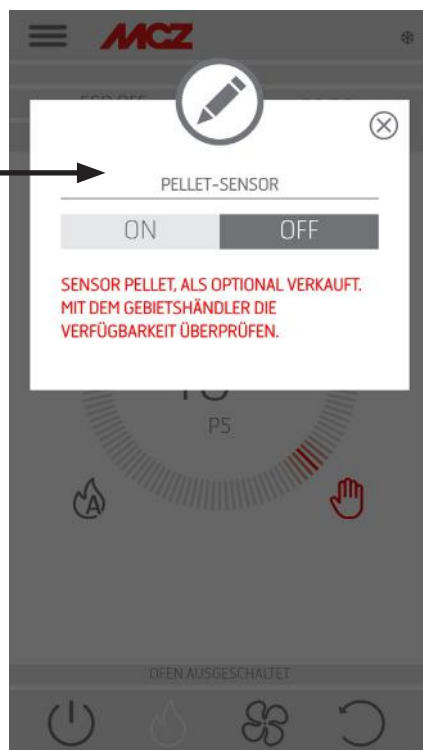 MCZ
PELLET-SENSOR
ON OFF
SENSOR PELLET, ALS OPTIONAL VERKAUFT.
MIT DEM GEBIETSHÄNDLER DIE
VERFÜGBARKEIT ÜBERPRÜFEN.
P5
A
OFEN AUSGESCHALTET